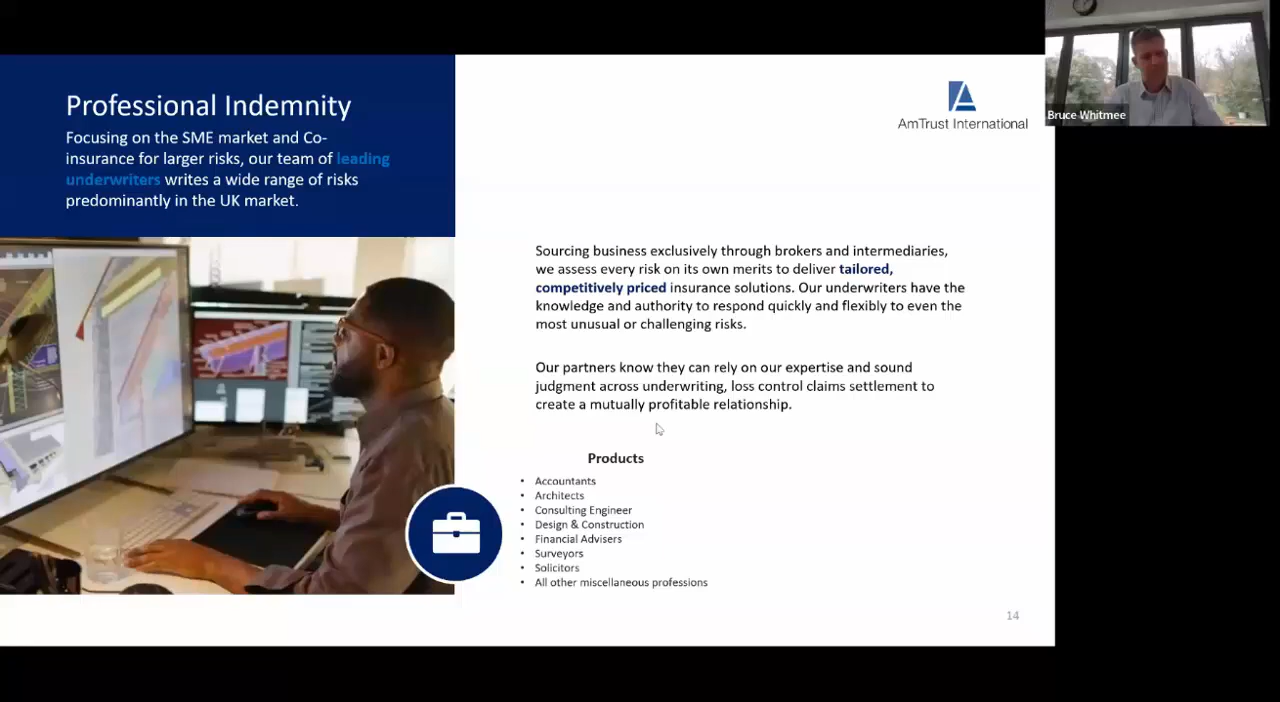 Professional Indemnity
Focusing on the SME market and Co-
insurance for larger risks, our team of leading
underwriters writes a wide range of risks
predominantly in the UK market.
AmTrust International
Bruce Whitmee
Sourcing business exclusively through brokers and intermediaries,
we assess every risk on its own merits to deliver tailored,
competitively priced insurance solutions. Our underwriters have the
knowledge and authority to respond quickly and flexibly to even the
most unusual or challenging risks.
Our partners know they can rely on our expertise and sound
judgment across underwriting, loss control claims settlement to
create a mutually profitable relationship.
Products
• Accountants
• Architects
• Consulting Engineer
• Design & Construction
• Financial Advisers
• Surveyors
• Solicitors
• All other miscellaneous professions
14